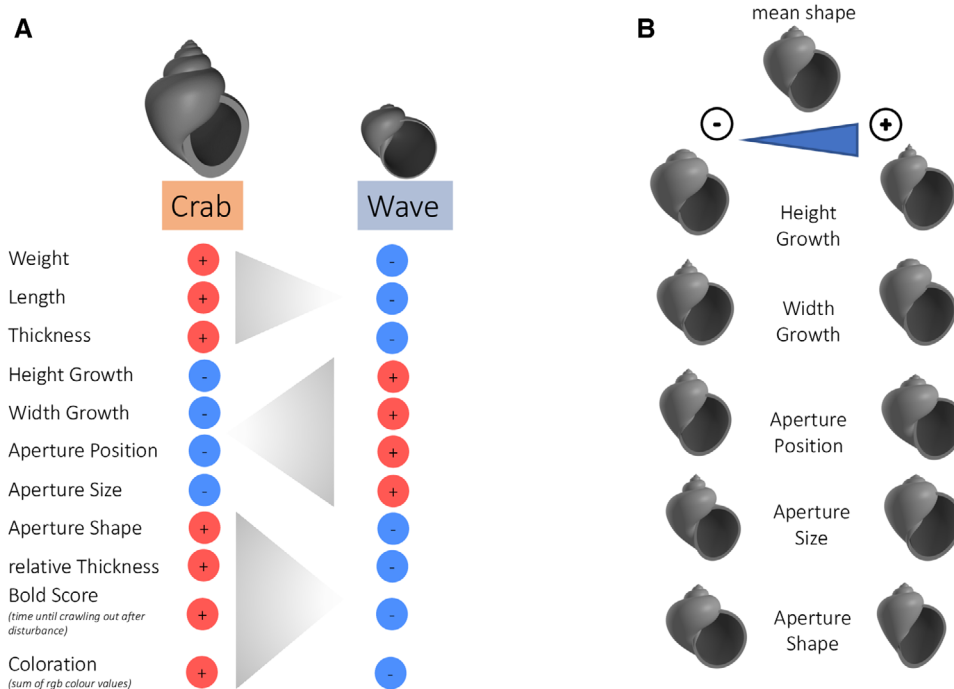 A
Crab
Wave
Weight
+
-
Length
+
-
Thickness
+
-
Height Growth
-
+
Width Growth
-
+
Aperture Position
-
+
Aperture Size
-
+
Aperture Shape
+
-
relative Thickness
+
-
Bold Score
(time until crawling out after
disturbance)
+
-
Coloration
(sum of rgb colour values)
+
-
B
mean shape
-
+
Height
Growth
Width
Growth
Aperture
Position
Aperture
Size
Aperture
Shape